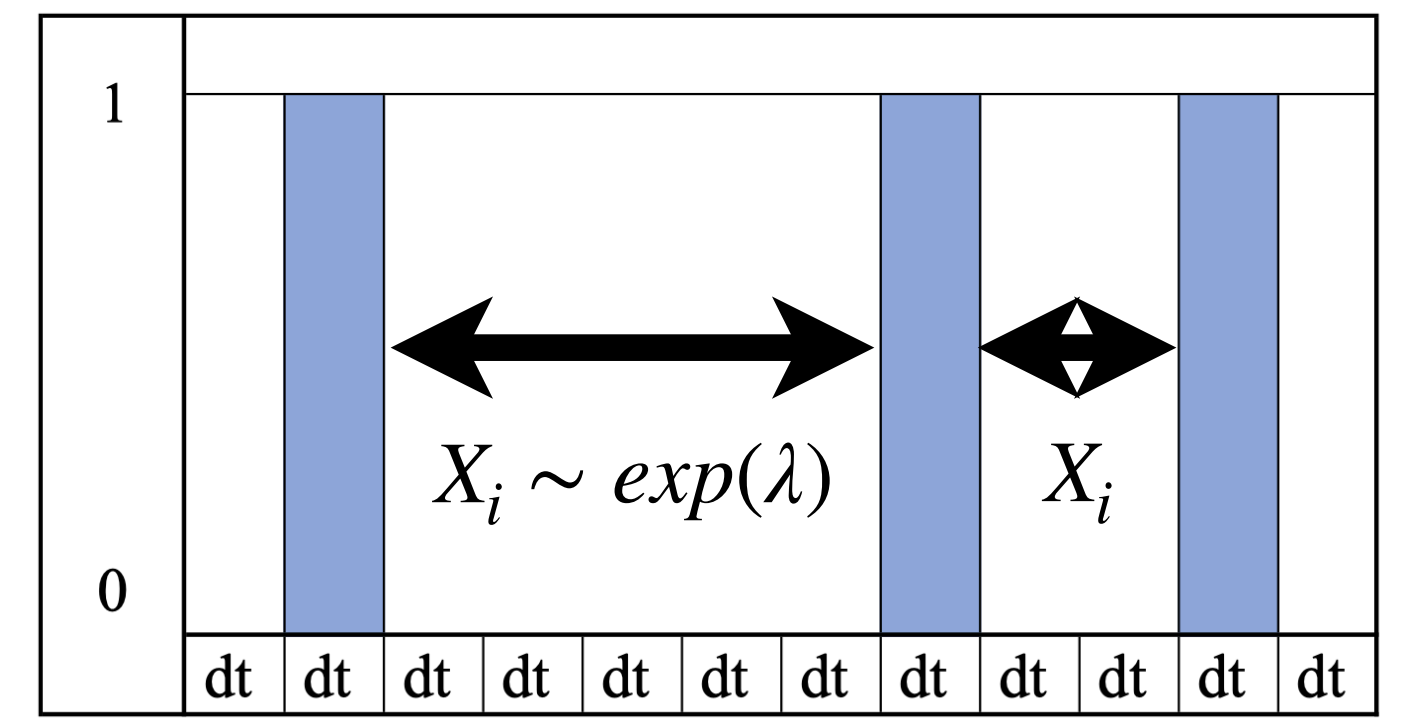 1
X_i ~ exp(λ) X_i
0
dt dt dt dt dt dt dt dt dt dt dt dt